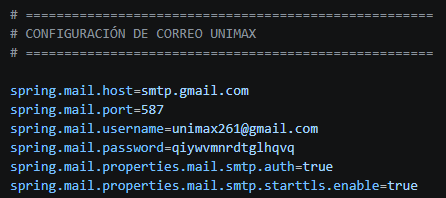 # =====================================================
# CONFIGURACIÓN DE CORREO UNIMAX
# =====================================================
spring.mail.host=smtp.gmail.com
spring.mail.port=587
spring.mail.username=unimax261@gmail.com
spring.mail.password=qiywvmnrdtglhqvq
spring.mail.properties.mail.smtp.auth=true
spring.mail.properties.mail.smtp.starttls.enable=true